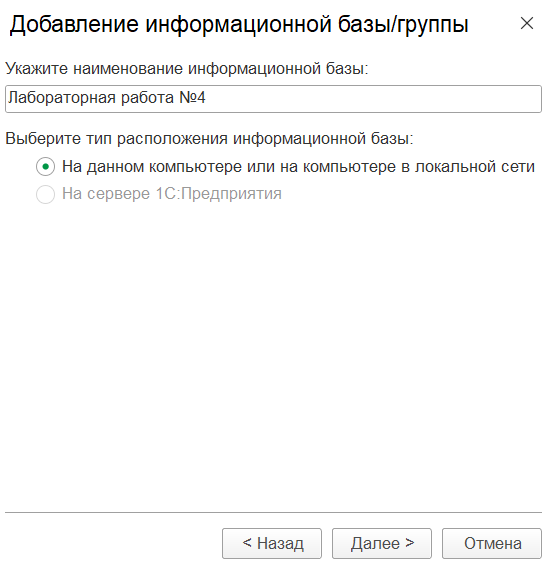 Добавление информационной базы/группы
Укажите наименование информационной базы:
Лабораторная работа №4
Выберите тип расположения информационной базы:
На данном компьютере или на компьютере в локальной сети
На сервере 1С:Предприятия
< Назад
Далее >
Отмена